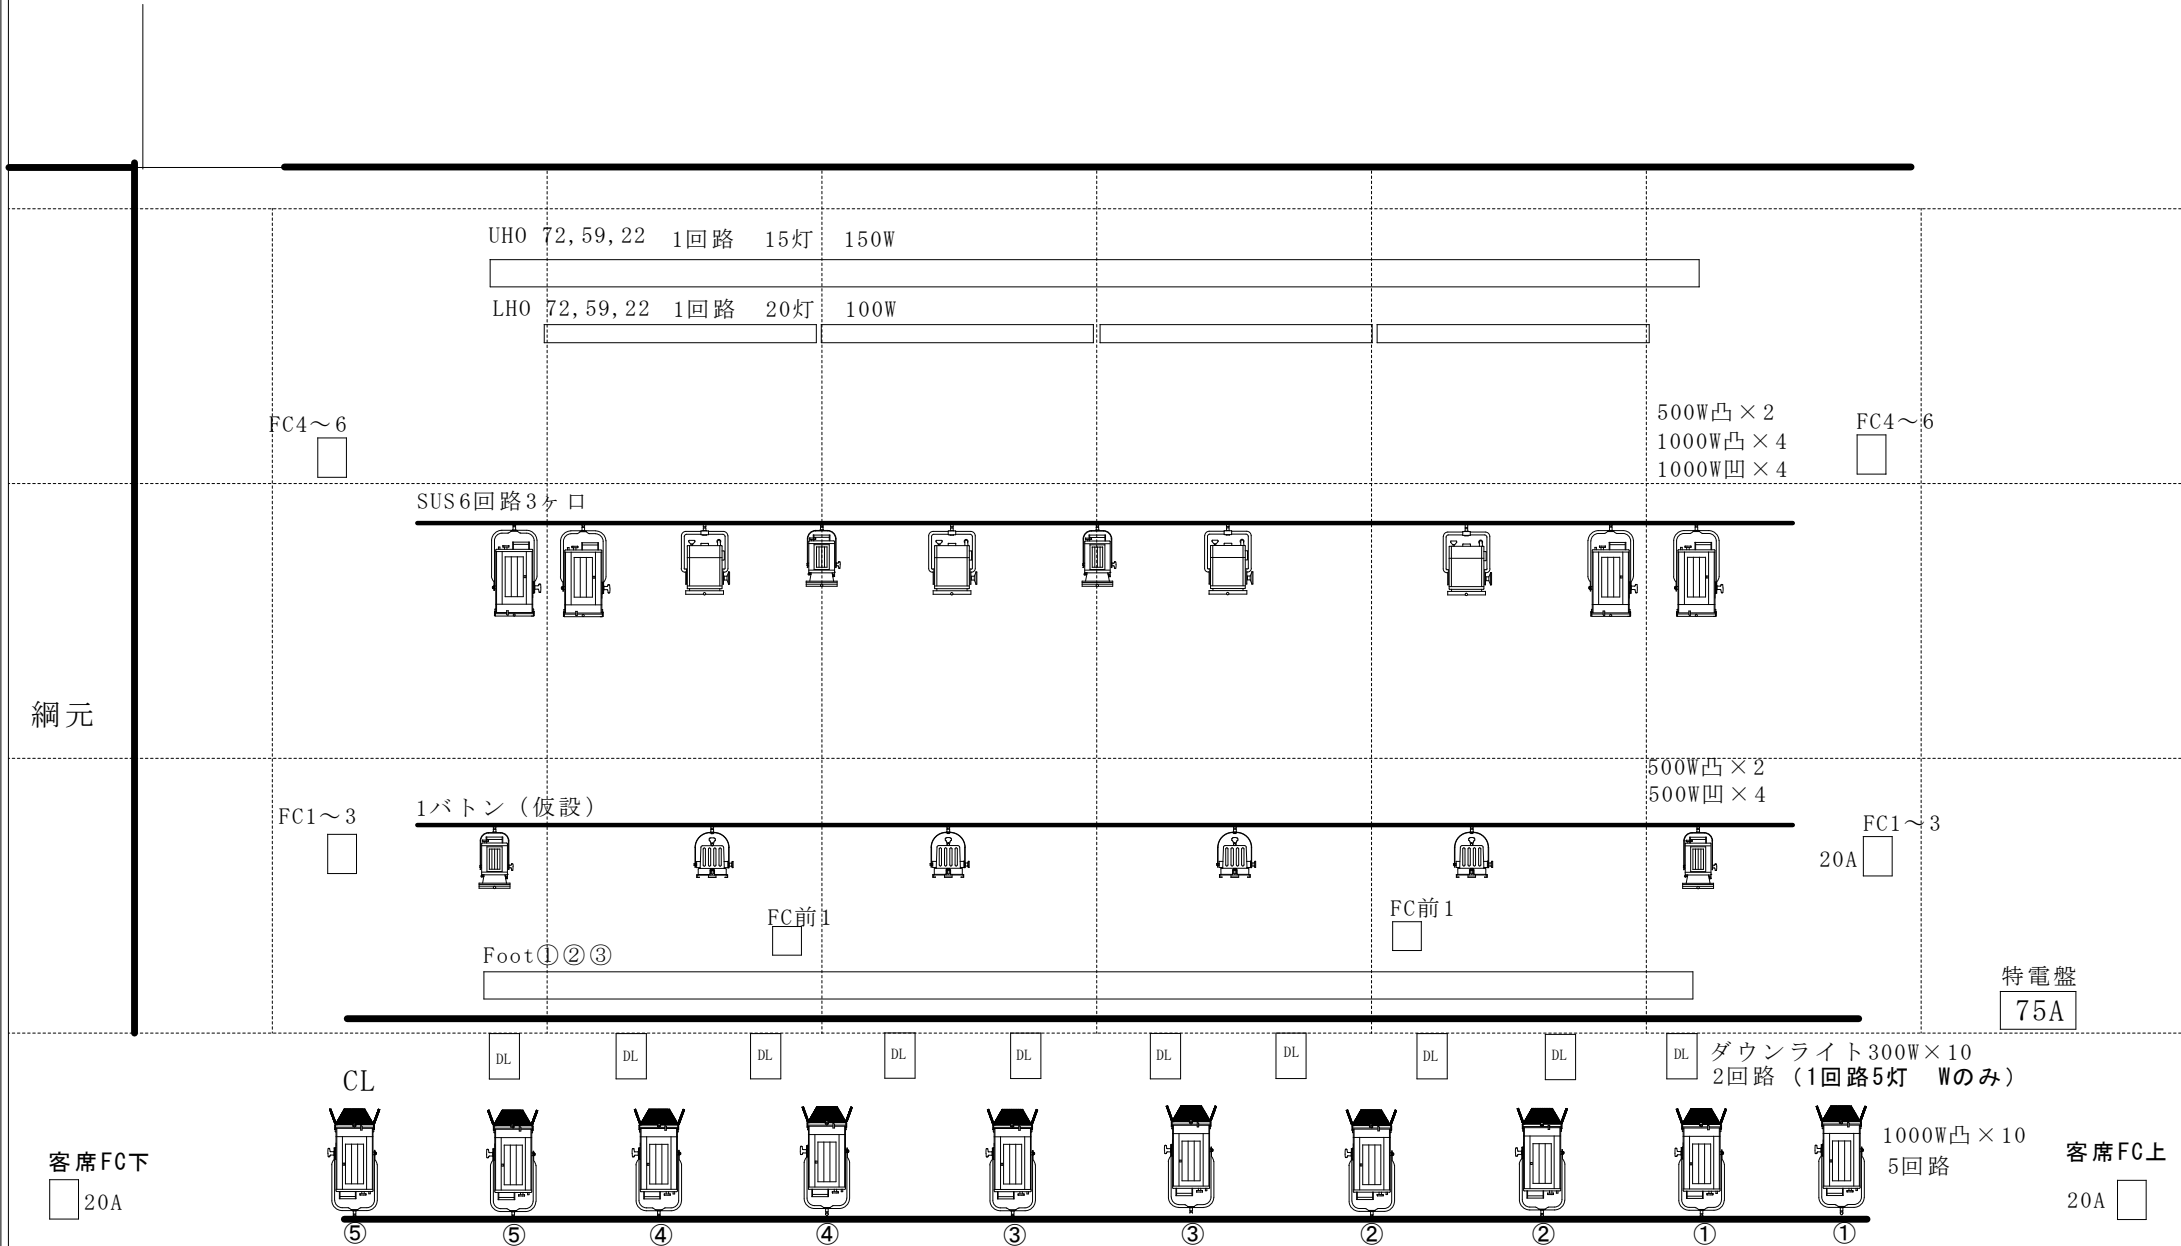 UHO 72,59,22 1回路 15灯 150W
LHO 72,59,22 1回路 20灯 100W
500W凸×2
1000W凸×4
1000W凹×4
FC4～6
FC4～6
SUS6回路3ヶ口
綱元
500W凸×2
500W凹×4
FC1～3
1バトン（仮設）
FC1～3
20A
FC前1
FC前1
Foot①②③
特電盤
75A
DL DL DL DL DL DL DL DL DL DL
ダウンライト300W×10
2回路（1回路5灯 Wのみ）
CL
1000W凸×10
5回路
客席FC下
20A
客席FC上
20A
⑤ ⑤ ④ ④ ③ ③ ② ② ① ①